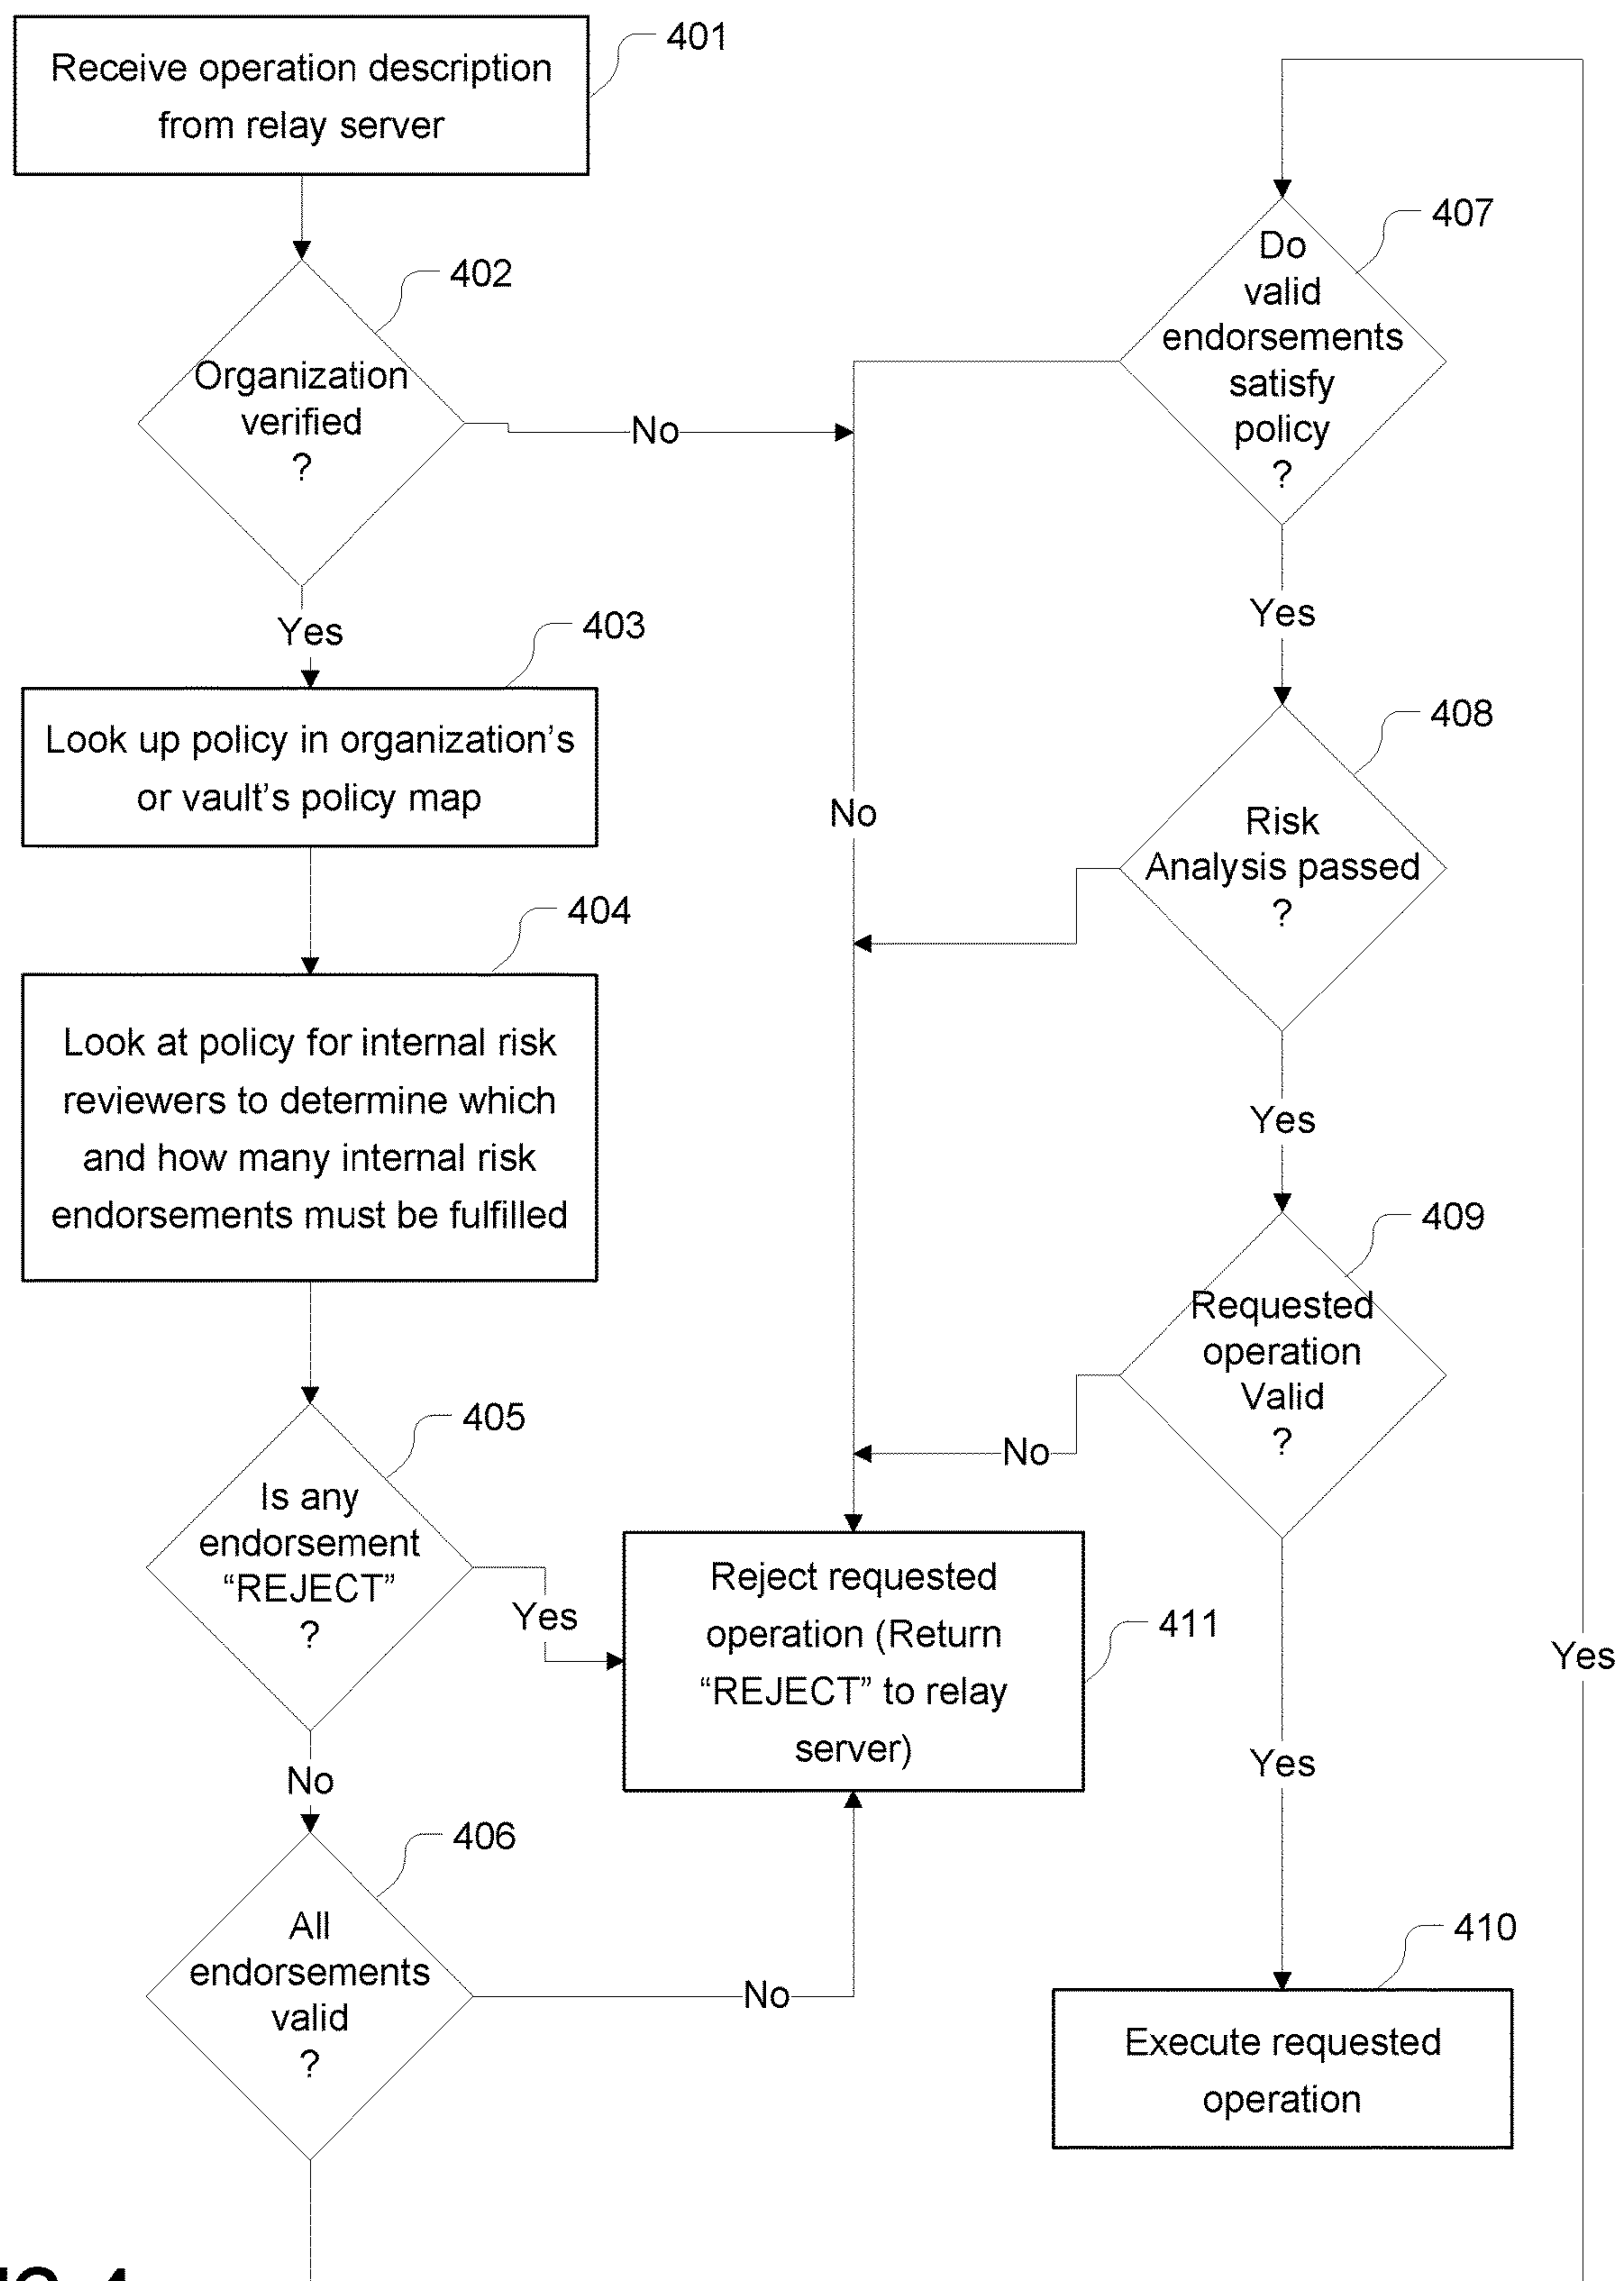 401
Receive operation description
from relay server
402
Organization
verified
?
No
Yes
403
Look up policy in organization's
or vault's policy map
404
Look at policy for internal risk
reviewers to determine which
and how many internal risk
endorsements must be fulfilled
405
Is any
endorsement
“REJECT”
?
Yes
No
406
All
endorsements
valid
?
No
407
Do
valid
endorsements
satisfy
policy
?
No
Yes
408
Risk
Analysis passed
?
Yes
409
Requested
operation
Valid
?
No
Yes
411
Reject requested
operation (Return
“REJECT” to relay
server)
410
Execute requested
operation
Yes